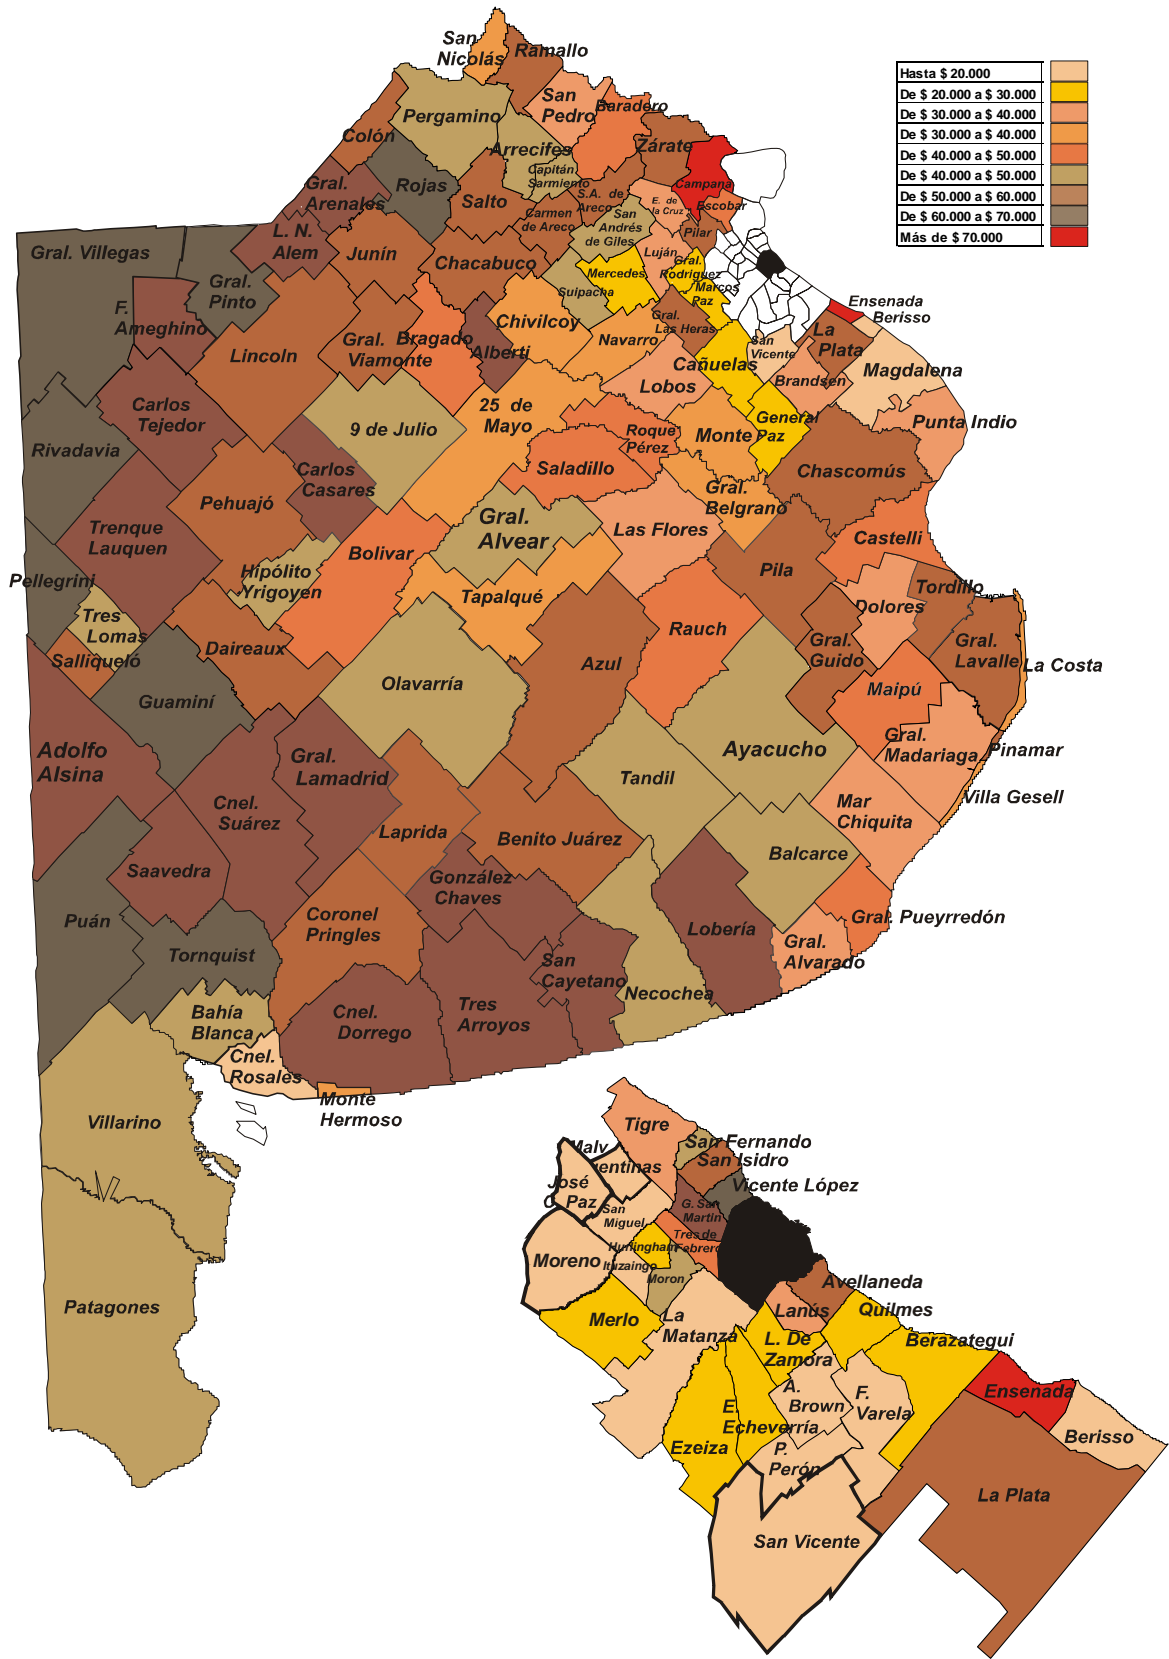 San
Nicolás
Ramallo
Hasta $ 20.000
De $ 20.000 a $ 30.000
De $ 30.000 a $ 40.000
De $ 30.000 a $ 40.000
De $ 40.000 a $ 50.000
De $ 40.000 a $ 50.000
De $ 50.000 a $ 60.000
De $ 60.000 a $ 70.000
Más de $ 70.000
San
Pedro
Baradero
Pergamino
Colón
Arrecifes
Zárate
Capitán
Sarmiento
Rojas
Gral.
Arenales
Salto
S.A. de
Areco
E. de
la Cruz
Campana
Escobar
Carmen
de Areco
San
Andrés
de Giles
Pilar
L. N.
Alem
Junín
Chacabuco
Luján
Gral.
Rodriguez
Mercedes
Marcos
Paz
Suipacha
Gral. Villegas
Gral.
Pinto
F.
Ameghino
Lincoln
Gral.
Viamonte
Bragado
Alberti
Chivilcoy
Navarro
Gral.
Las Heras
Ensenada
Berisso
La
Plata
San
Vicente
Cañuelas
Brandsen
Magdalena
Lobos
Carlos
Tejedor
9 de Julio
25 de
Mayo
Roque
Pérez
Monte
General
Paz
Punta Indio
Rivadavia
Carlos
Casares
Saladillo
Chascomús
Pehuajó
Gral.
Belgrano
Trenque
Lauquen
Gral.
Alvear
Las Flores
Castelli
Bolivar
Pellegrini
Hipólito
Yrigoyen
Tapalqué
Pila
Tordillo
Dolores
Tres
Lomas
Rauch
Gral.
Guido
Gral.
Lavalle
Salliqueló
Daireaux
Azul
La Costa
Guaminí
Olavarría
Maipú
Adolfo
Alsina
Gral.
Lamadrid
Ayacucho
Gral.
Madariaga
Pinamar
Tandil
Villa Gesell
Cnel.
Suárez
Mar
Chiquita
Laprida
Benito Juárez
Balcarce
Saavedra
González
Chaves
Puán
Coronel
Pringles
Gral. Pueyrredón
Lobería
Gral.
Alvarado
Tornquist
San
Cayetano
Necochea
Bahía
Blanca
Cnel.
Dorrego
Tres
Arroyos
Cnel.
Rosales
Monte
Hermoso
Villarino
Patagones
Tigre
San Fernando
San Isidro
Malv
entinas
José
C. Paz
Vicente López
San
Miguel
G. San
Martin
Tres de
Febrero
Hurlingham
Moreno
Ituzaingo
Moron
Avellaneda
Merlo
La
Matanza
Lanús
Quilmes
L. De
Zamora
Berazategui
A.
Brown
F.
Varela
Ensenada
E.
Echeverría
Ezeiza
P.
Perón
Berisso
La Plata
San Vicente